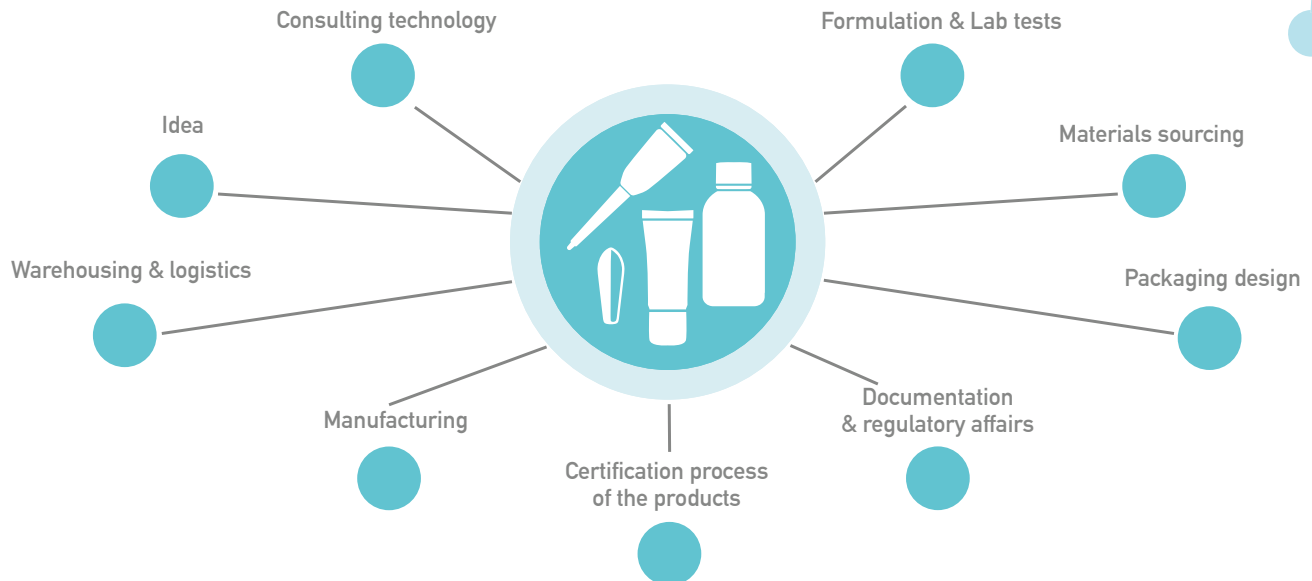 Consulting technology
Formulation & Lab tests
Idea
Materials sourcing
Warehousing & logistics
Packaging design
Manufacturing
Documentation
& regulatory affairs
Certification process
of the products